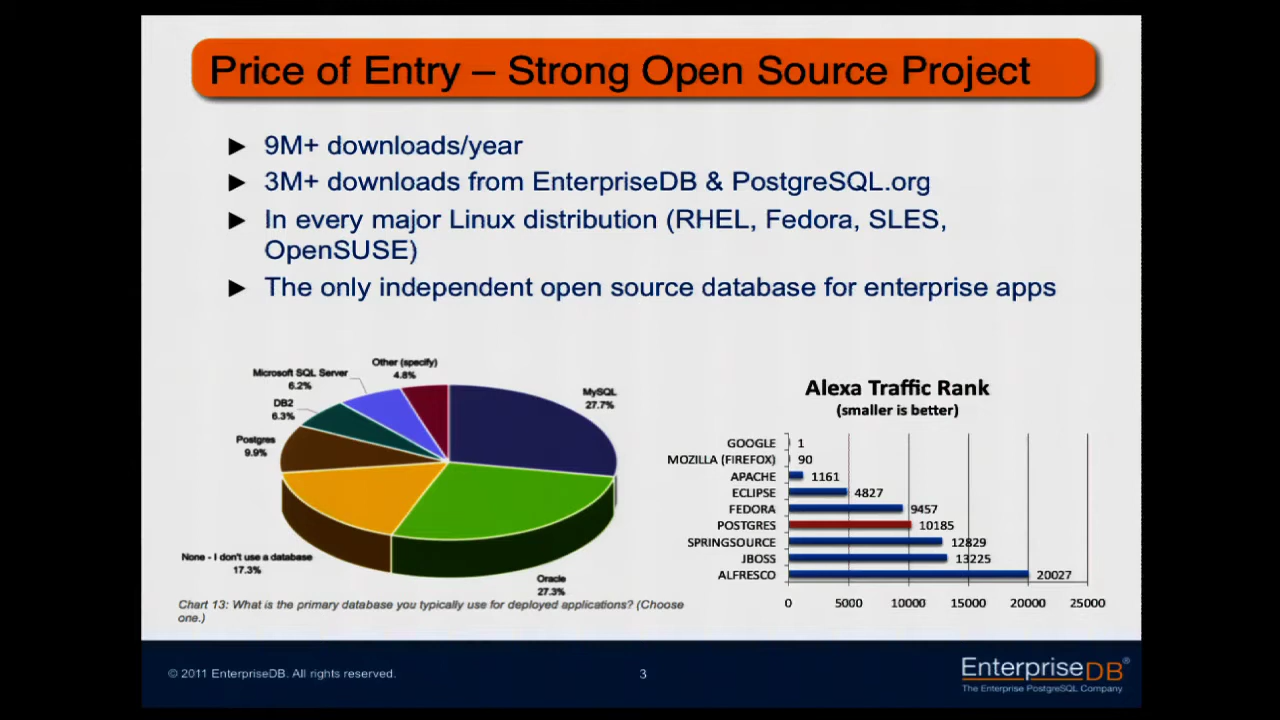 Price of Entry – Strong Open Source Project
► 9M+ downloads/year
► 3M+ downloads from EnterpriseDB & PostgreSQL.org
► In every major Linux distribution (RHEL, Fedora, SLES,
OpenSUSE)
► The only independent open source database for enterprise apps
Other (specify)
4.8%
Microsoft SQL Server
6.2%
DB2
6.3%
Postgres
9.9%
MySQL
27.7%
None - I don't use a database
17.3%
Oracle
27.3%
Chart 13: What is the primary database you typically use for deployed applications? (Choose
one.)
Alexa Traffic Rank
(smaller is better)
GOOGLE 1
MOZILLA (FIREFOX) 90
APACHE 1161
ECLIPSE 4827
FEDORA 9457
POSTGRES 10185
SPRINGSOURCE 12829
JBOSS 13225
ALFRESCO 20027
0 5000 10000 15000 20000 25000
© 2011 EnterpriseDB. All rights reserved.
3
EnterpriseDB®
The Enterprise PostgreSQL Company